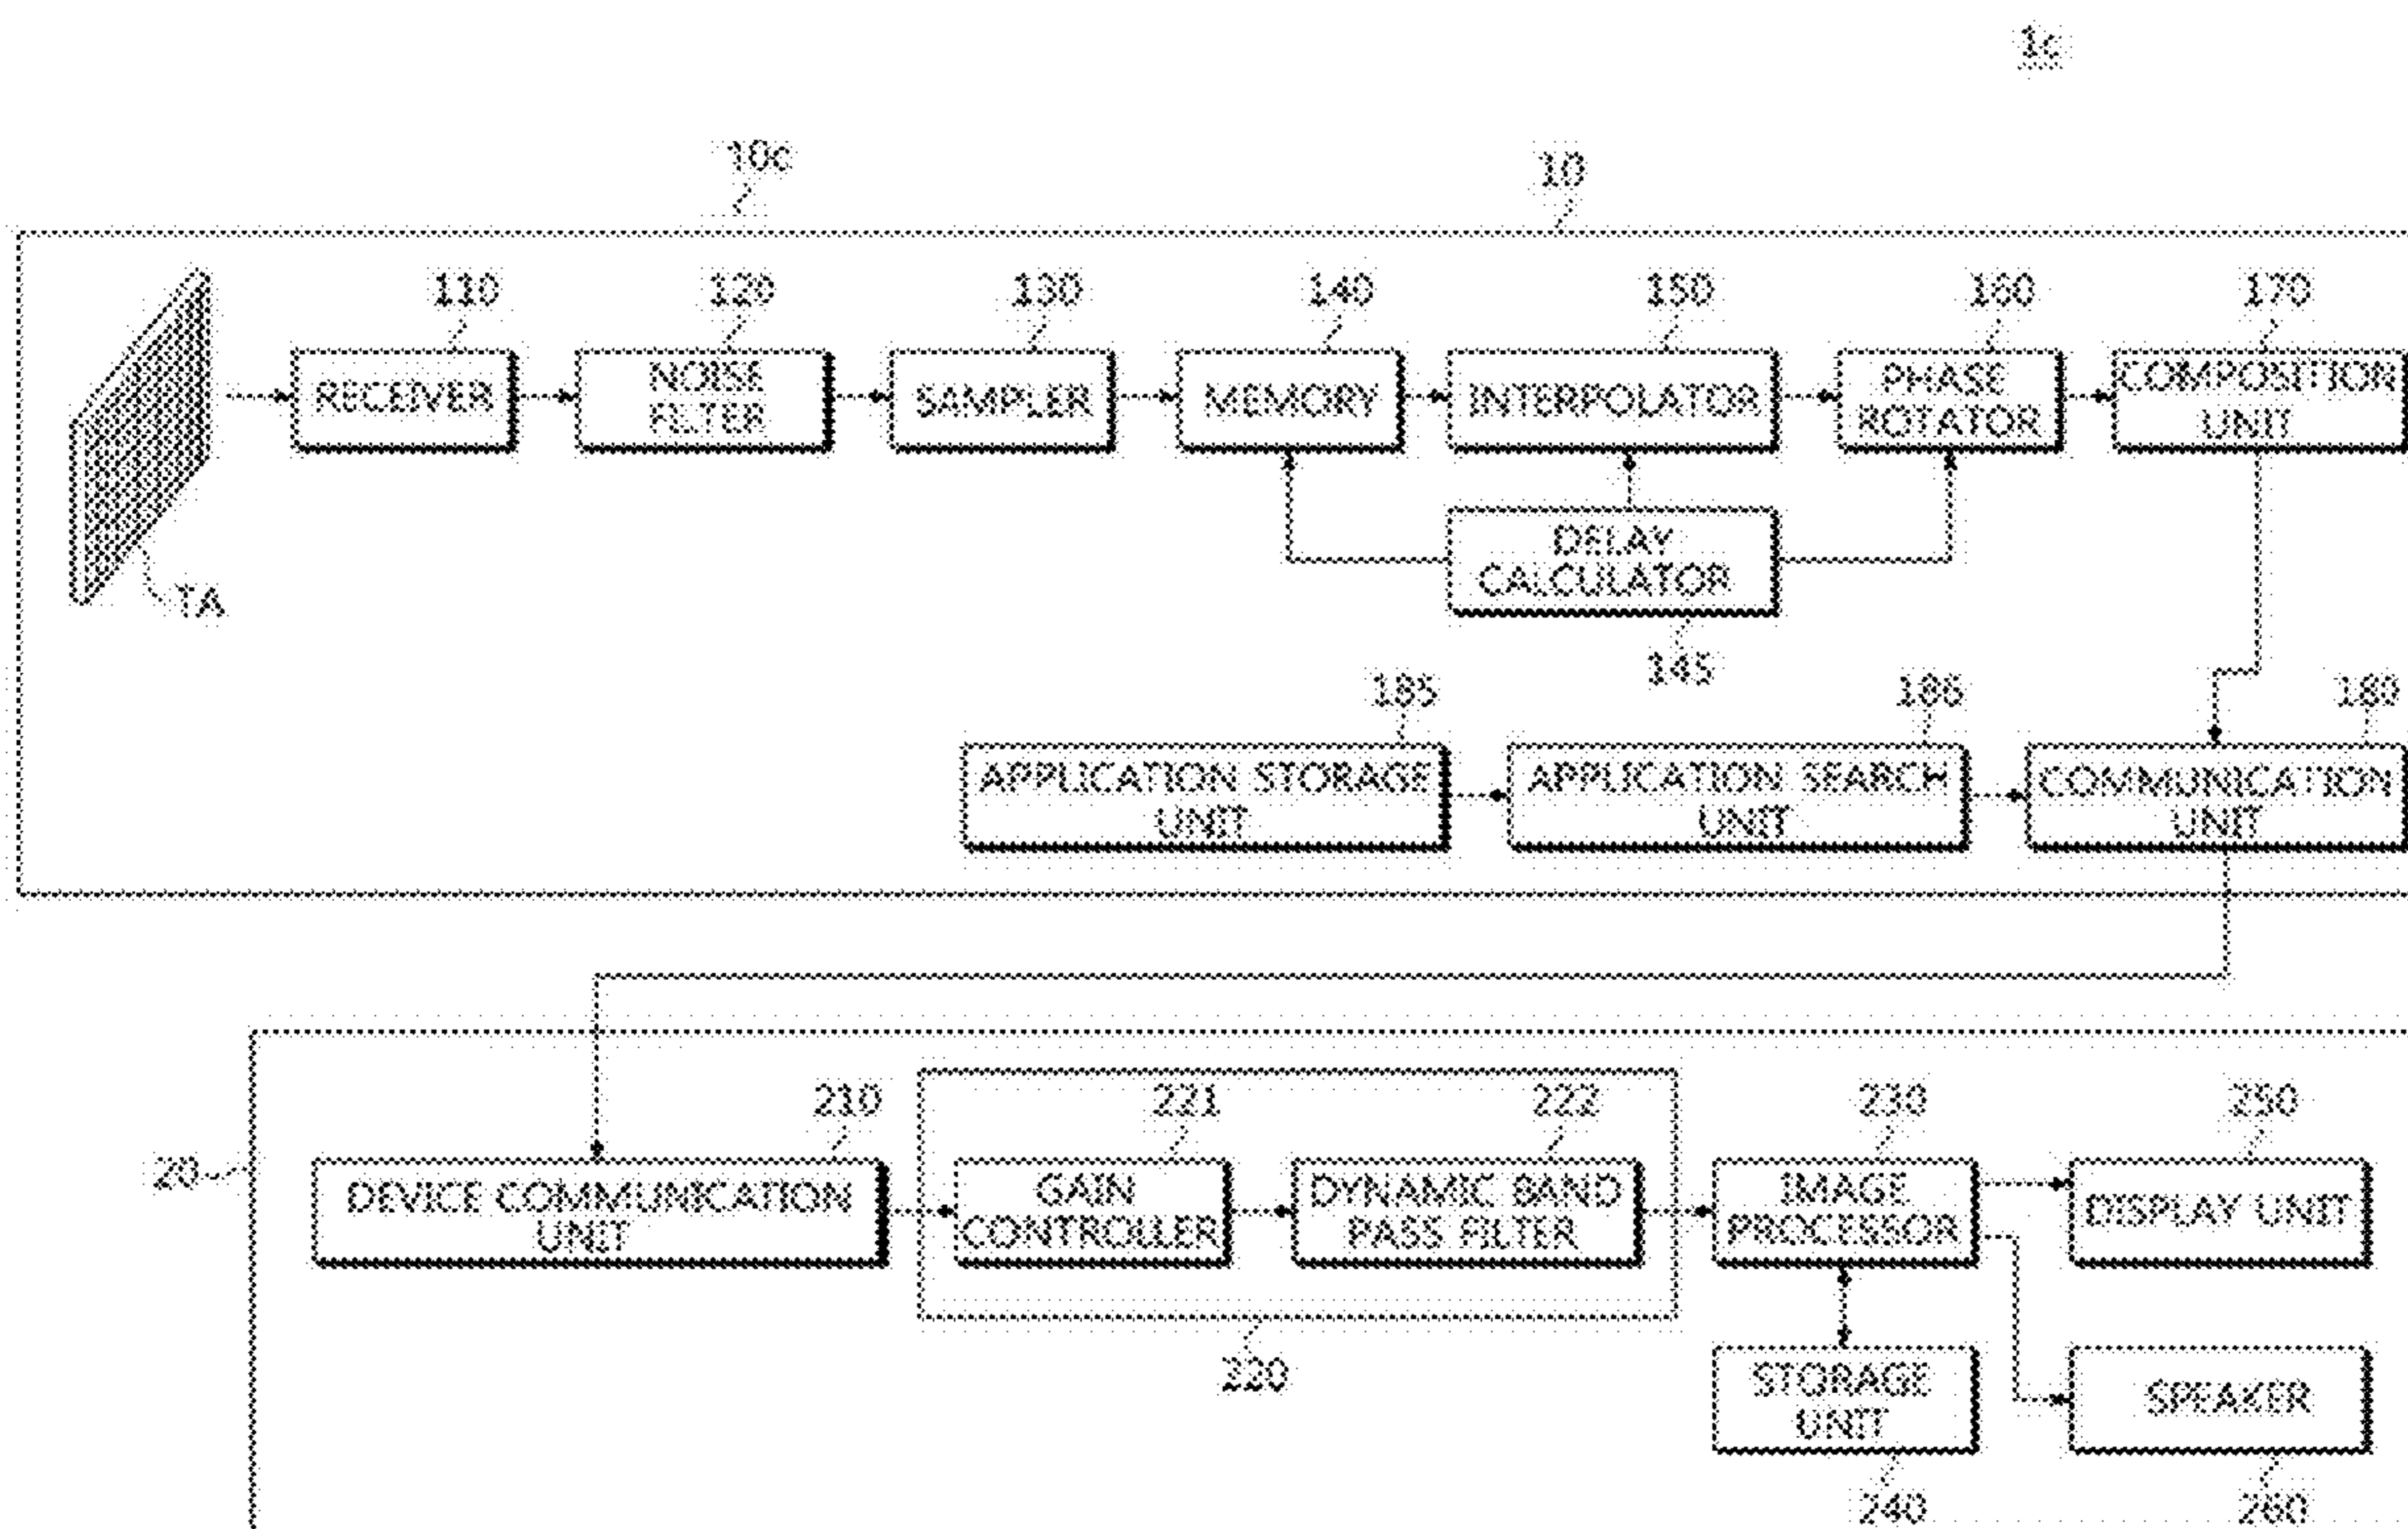 1c
10c
10
110
120
130
140
150
160
170
RECEIVER
NOISE
FILTER
SAMPLER
MEMORY
INTERPOLATOR
PHASE
ROTATOR
COMPOSITION
UNIT
DELAY
CALCULATOR
TA
145
185
186
180
APPLICATION STORAGE
UNIT
APPLICATION SEARCH
UNIT
COMMUNICATION
UNIT
20
210
221
222
230
250
DEVICE COMMUNICATION
UNIT
GAIN
CONTROLLER
DYNAMIC BAND
PASS FILTER
IMAGE
PROCESSOR
DISPLAY UNIT
220
STORAGE
UNIT
SPEAKER
240
260